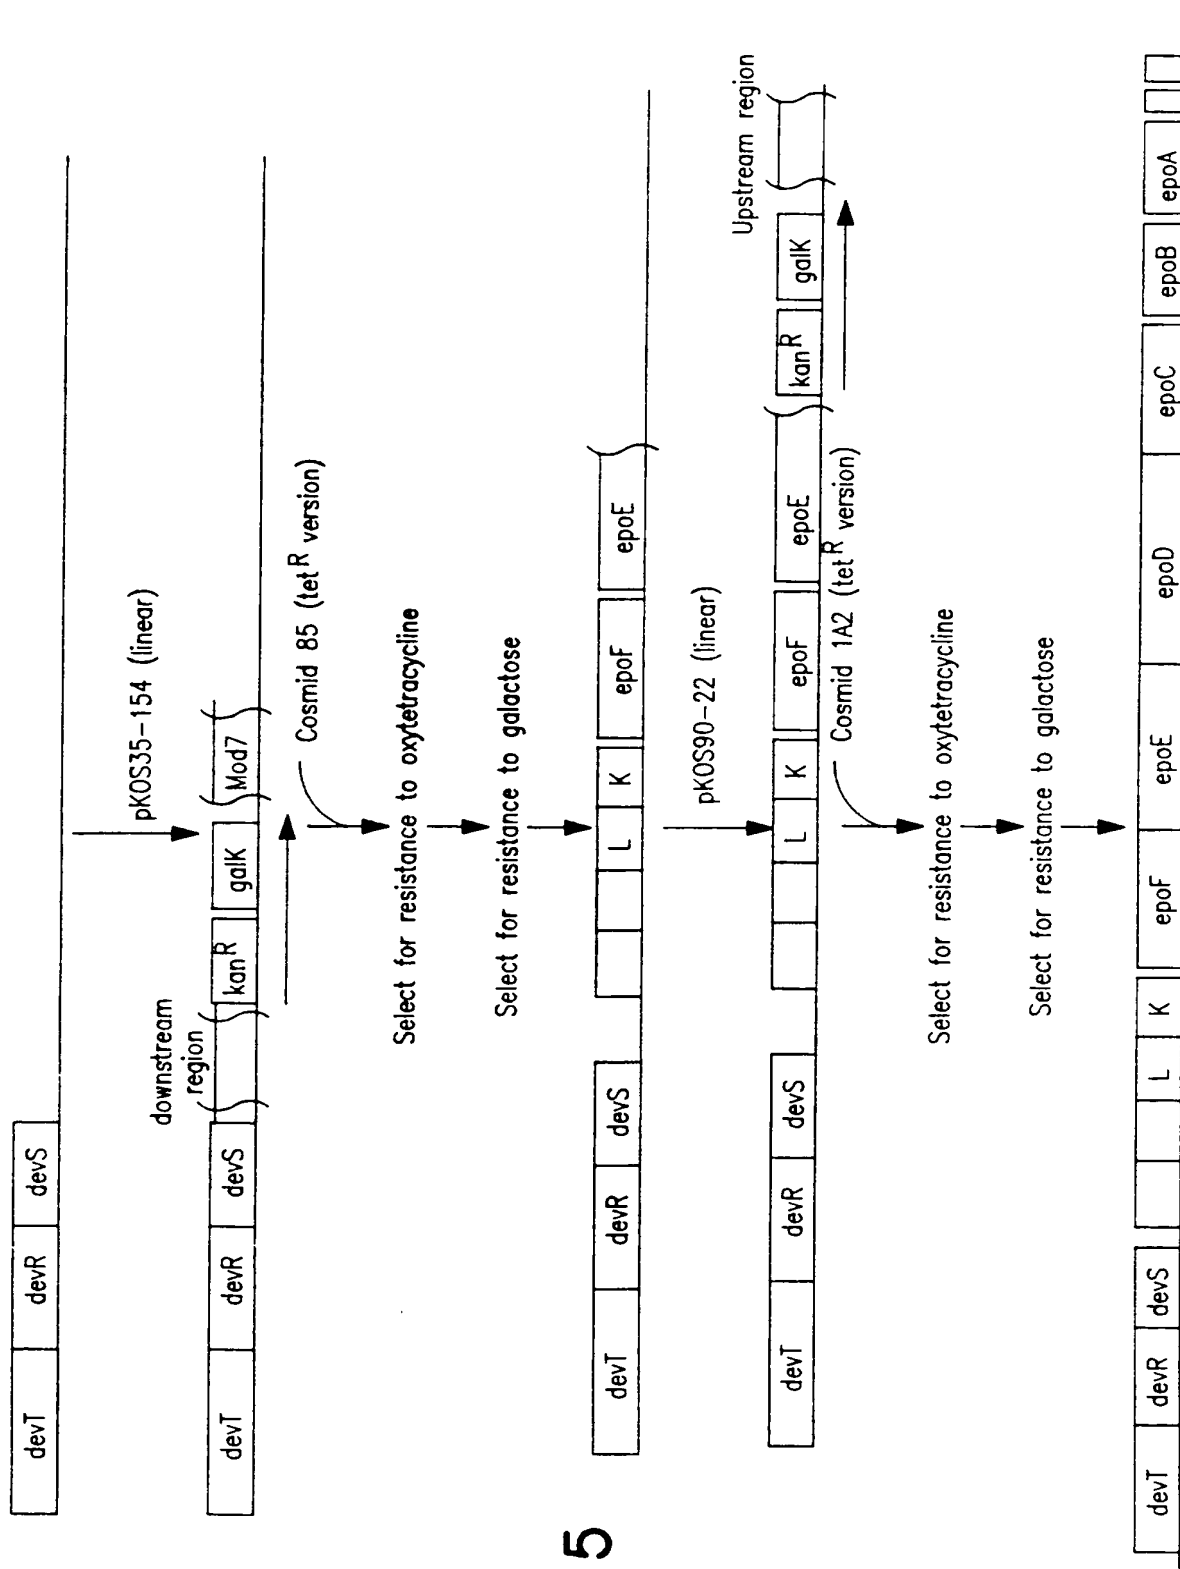 devT devR devS
pKOS35-154 (linear)
downstream
region
devT devR devS kanR galK Mod7
Cosmid 85 (tetR version)
Select for resistance to oxytetracycline
Select for resistance to galactose
devT devR devS L K epoF epoE
pKOS90-22 (linear)
Upstream region
devT devR devS L K epoF epoE kanR galK
Cosmid 1A2 (tetR version)
Select for resistance to oxytetracycline
Select for resistance to galactose
devT devR devS L K epoF epoE epoD epoC epoB epoA
5